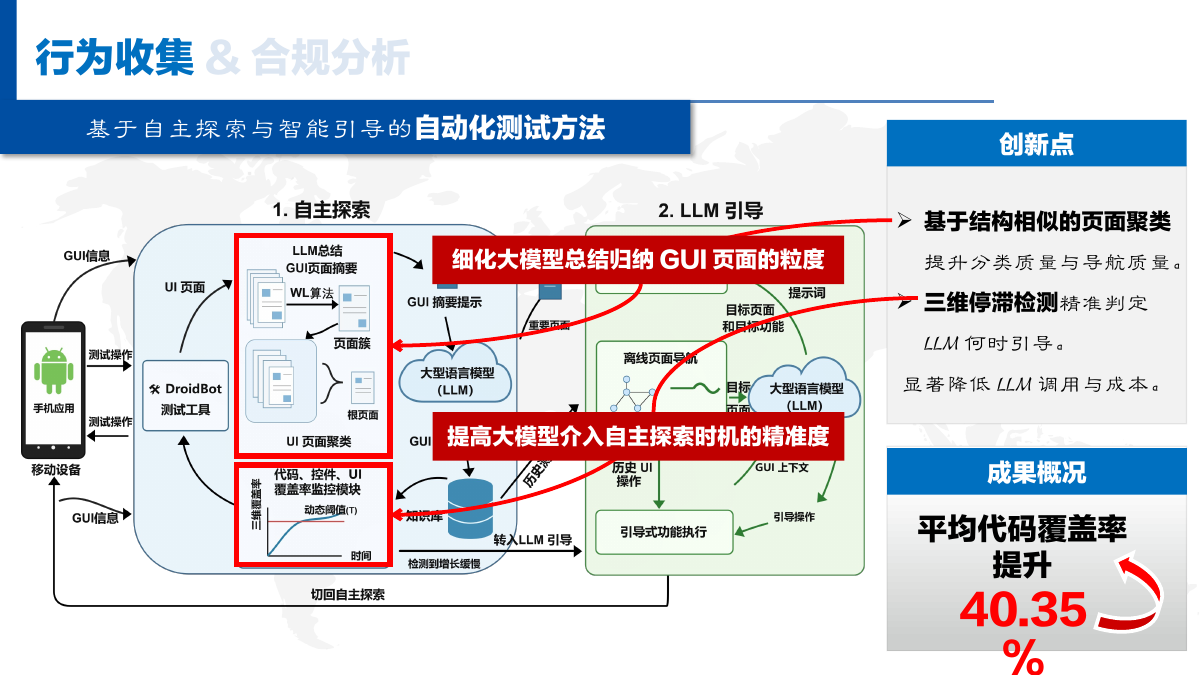 行为收集 & 合规分析
基于自主探索与智能引导的自动化测试方法
创新点
基于结构相似的页面聚类
提升分类质量与导航质量。
三维停滞检测精准判定
LLM 何时引导。
显著降低 LLM 调用与成本。
成果概况
平均代码覆盖率
提升
40.35
%
1. 自主探索
2. LLM 引导
细化大模型总结归纳 GUI 页面的粒度
提高大模型介入自主探索时机的精准度
GUI信息
UI 页面
LLM总结
GUI页面摘要
WL算法
页面簇
根页面
UI 页面聚类
GUI 摘要提示
重要页面
大型语言模型
(LLM)
提示词
目标页面
和目标功能
离线页面导航
目标
页面
大型语言模型
(LLM)
手机应用
移动设备
测试操作
测试操作
DroidBot
测试工具
GUI信息
代码、控件、UI
覆盖率监控模块
三维覆盖率
动态阈值(T)
时间
GUI
知识库
历史
转入LLM 引导
检测到增长缓慢
历史 UI
操作
GUI 上下文
引导操作
引导式功能执行
切回自主探索